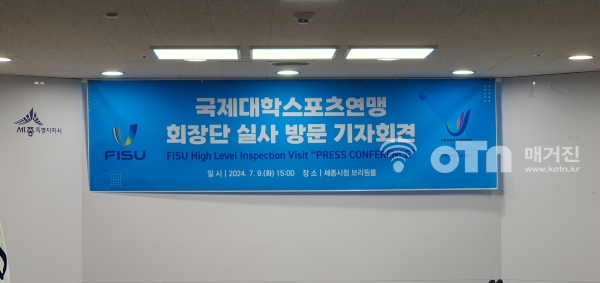 국제대학스포츠연맹
회장단 실사 방문 기자회견
FISU High Level Inspection Visit "PRESS CONFERENCE
일 시 | 2024. 7. 9.(화) 15:00 장 소 | 세종시청 브리핑룸
세종특별자치시
FISU
OTN 매거진
www.kotn.kr